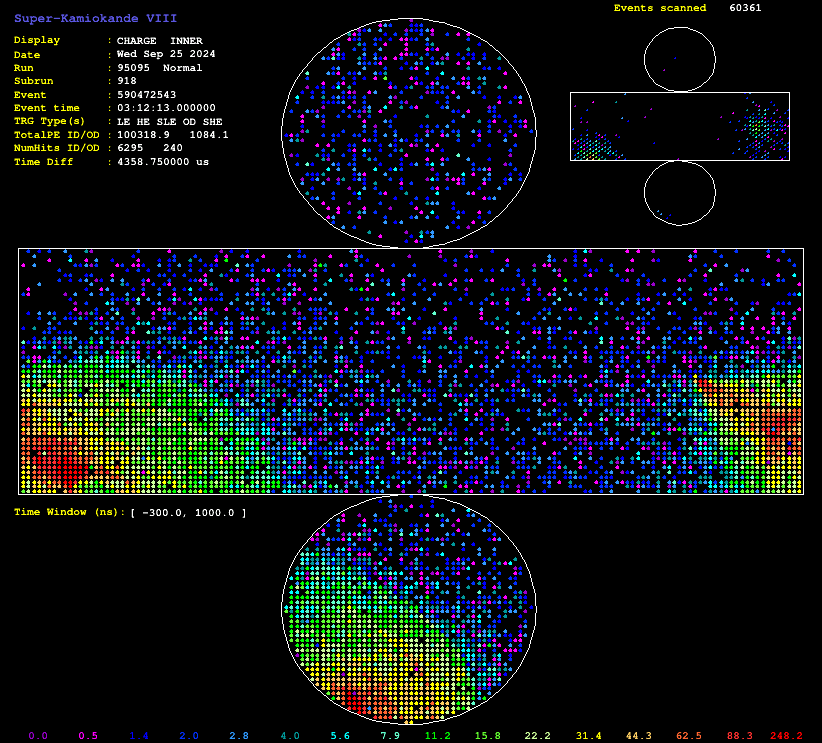 Super-Kamiokande VIII
Events scanned 60361
Display : CHARGE INNER
Date : Wed Sep 25 2024
Run : 95095 Normal
Subrun : 918
Event : 590472543
Event time : 03:12:13.000000
TRG Type(s) : LE HE SLE OD SHE
TotalPE ID/OD : 100318.9 1084.1
NumHits ID/OD : 6295 240
Time Diff : 4358.750000 us
Time Window (ns): [ -300.0, 1000.0 ]
0.0 0.5 1.4 2.0 2.8 4.0 5.6 7.9 11.2 15.8 22.2 31.4 44.3 62.5 88.3 248.2